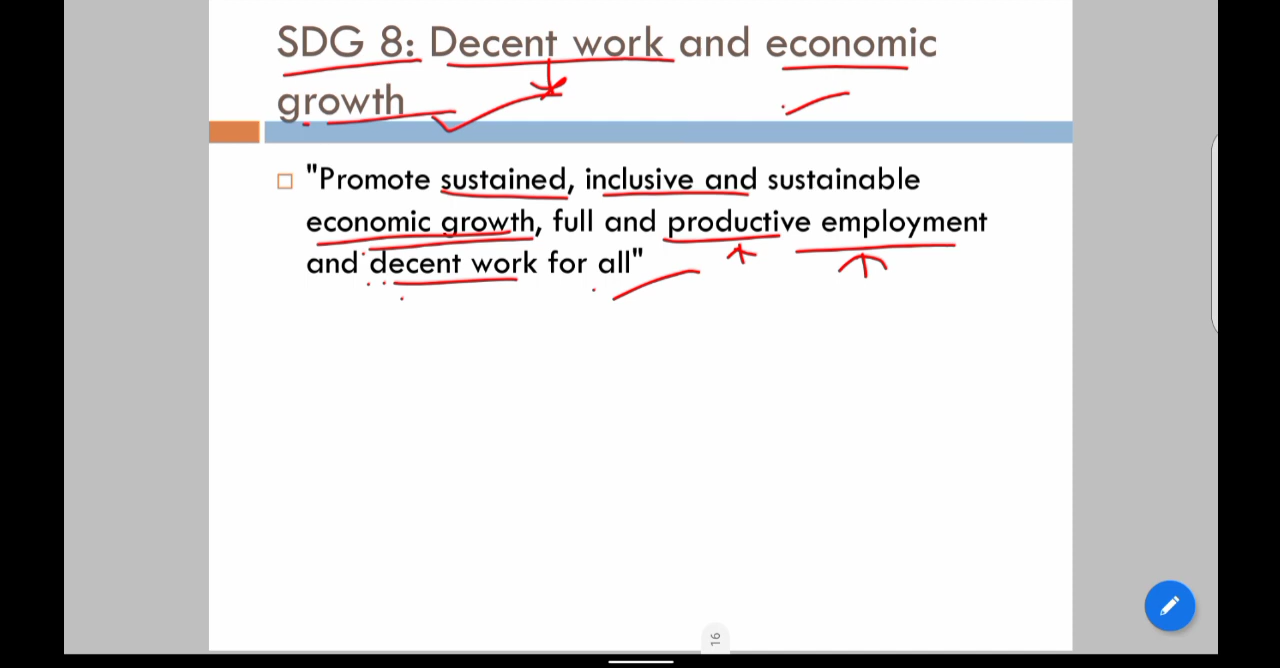 SDG 8: Decent work and economic
growth
"Promote sustained, inclusive and sustainable
economic growth, full and productive employment
and decent work for all"
16